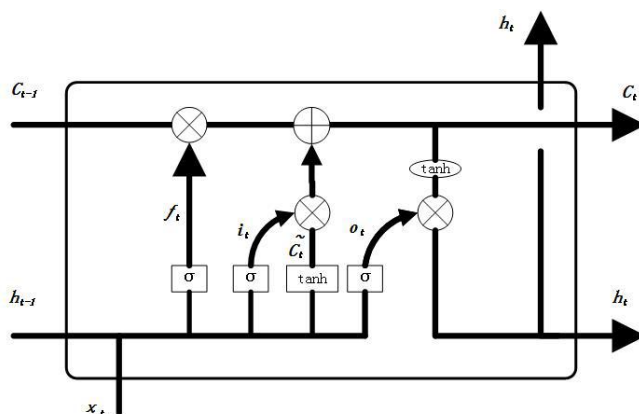 h_t
C_{t-1}
C_t
tanh
f_t
i_t
C̃_t
o_t
σ
σ
tanh
σ
h_{t-1}
h_t
x_t